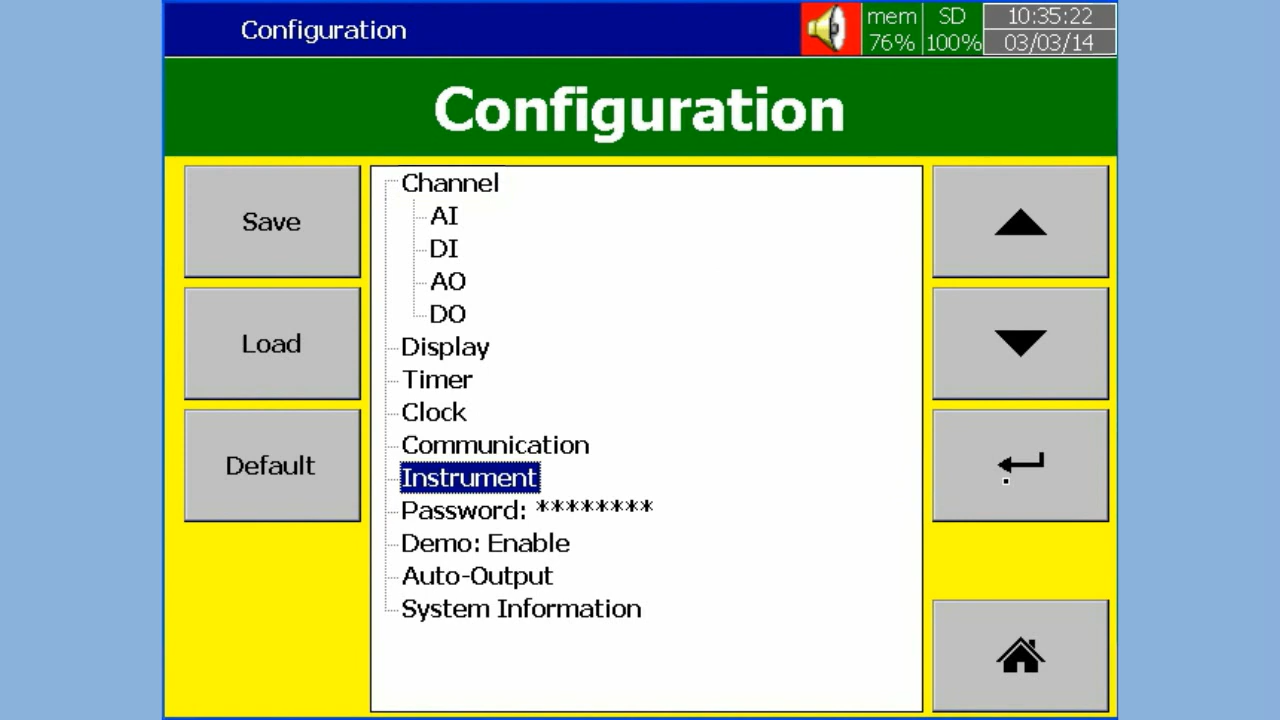 Configuration
mem
76%
SD
100%
10:35:22
03/03/14
Configuration
Save
Load
Default
Channel
AI
DI
AO
DO
Display
Timer
Clock
Communication
Instrument
Password: ********
Demo: Enable
Auto-Output
System Information